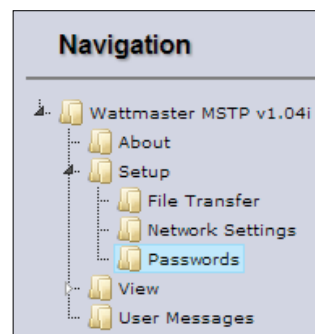 Navigation
Wattmaster MSTP v1.04i
About
Setup
File Transfer
Network Settings
Passwords
View
User Messages